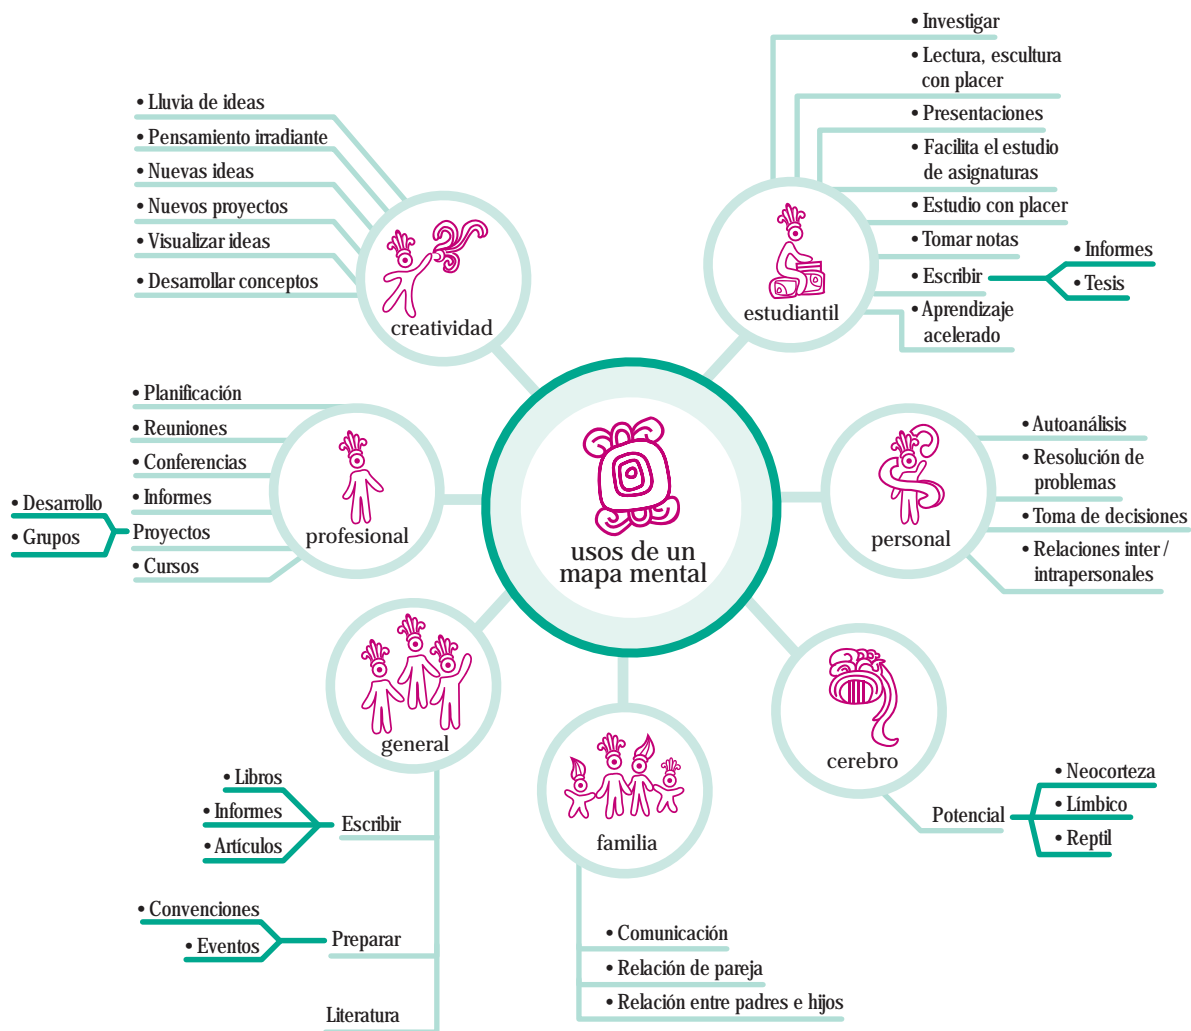 usos de un
mapa mental
creatividad
• Lluvia de ideas
• Pensamiento irradiante
• Nuevas ideas
• Nuevos proyectos
• Visualizar ideas
• Desarrollar conceptos
estudiantil
• Investigar
• Lectura, escultura
con placer
• Presentaciones
• Facilita el estudio
de asignaturas
• Estudio con placer
• Tomar notas
• Escribir
• Informes
• Tesis
• Aprendizaje
acelerado
profesional
• Planificación
• Reuniones
• Conferencias
• Informes
Proyectos
• Desarrollo
• Grupos
• Cursos
personal
• Autoanálisis
• Resolución de
problemas
• Toma de decisiones
• Relaciones inter /
intrapersonales
general
Escribir
• Libros
• Informes
• Artículos
Preparar
• Convenciones
• Eventos
Literatura
familia
• Comunicación
• Relación de pareja
• Relación entre padres e hijos
cerebro
Potencial
• Neocorteza
• Límbico
• Reptil